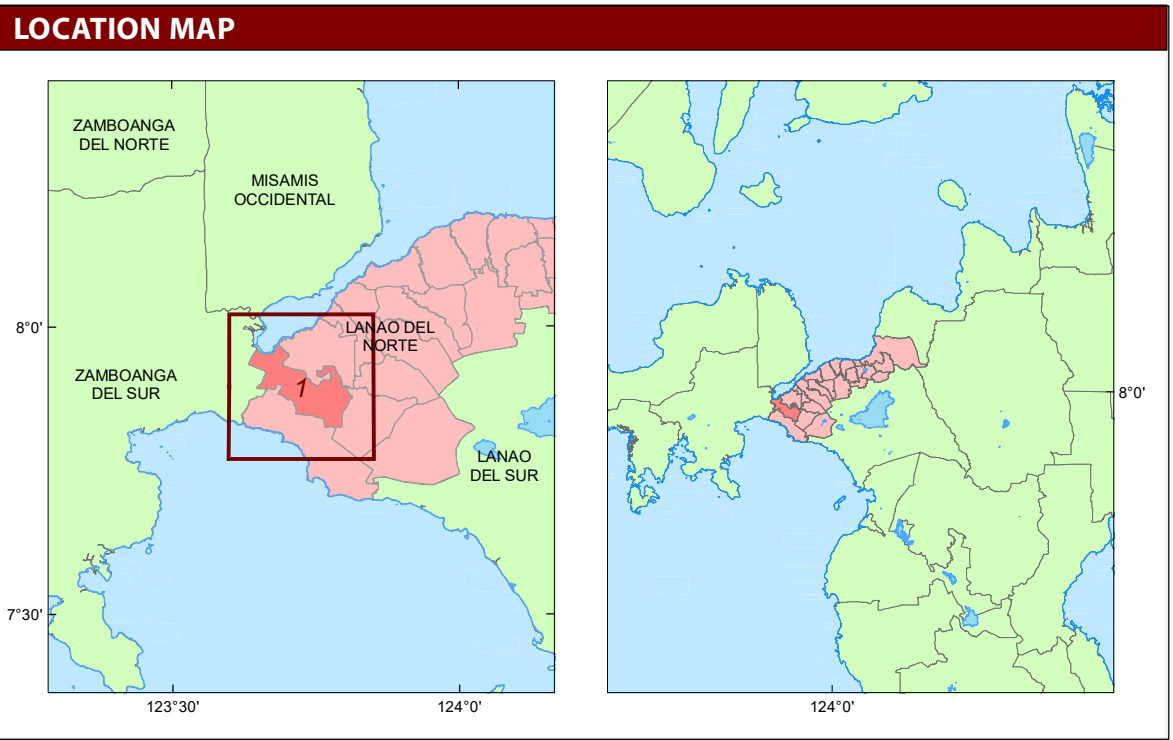 LOCATION MAP
ZAMBOANGA
DEL NORTE
MISAMIS
OCCIDENTAL
8°0'
LANAO DEL
NORTE
ZAMBOANGA
DEL SUR
1
LANAO
DEL SUR
7°30'
123°30'
124°0'
8°0'
124°0'